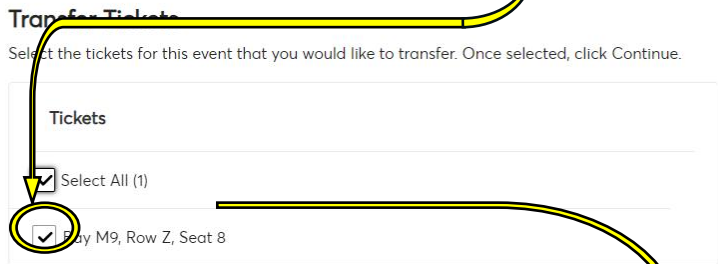 Transfer Tickets
Select the tickets for this event that you would like to transfer. Once selected, click Continue.
Tickets
Select All (1)
Bay M9, Row Z, Seat 8